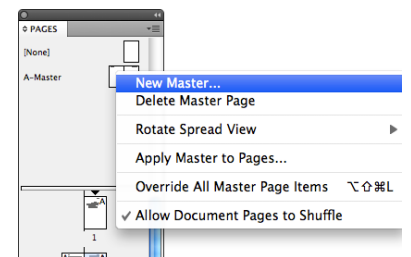 PAGES
[None]
A-Master
New Master...
Delete Master Page
Rotate Spread View
Apply Master to Pages...
Override All Master Page Items ⌥⇧⌘L
✓ Allow Document Pages to Shuffle
A
1
A